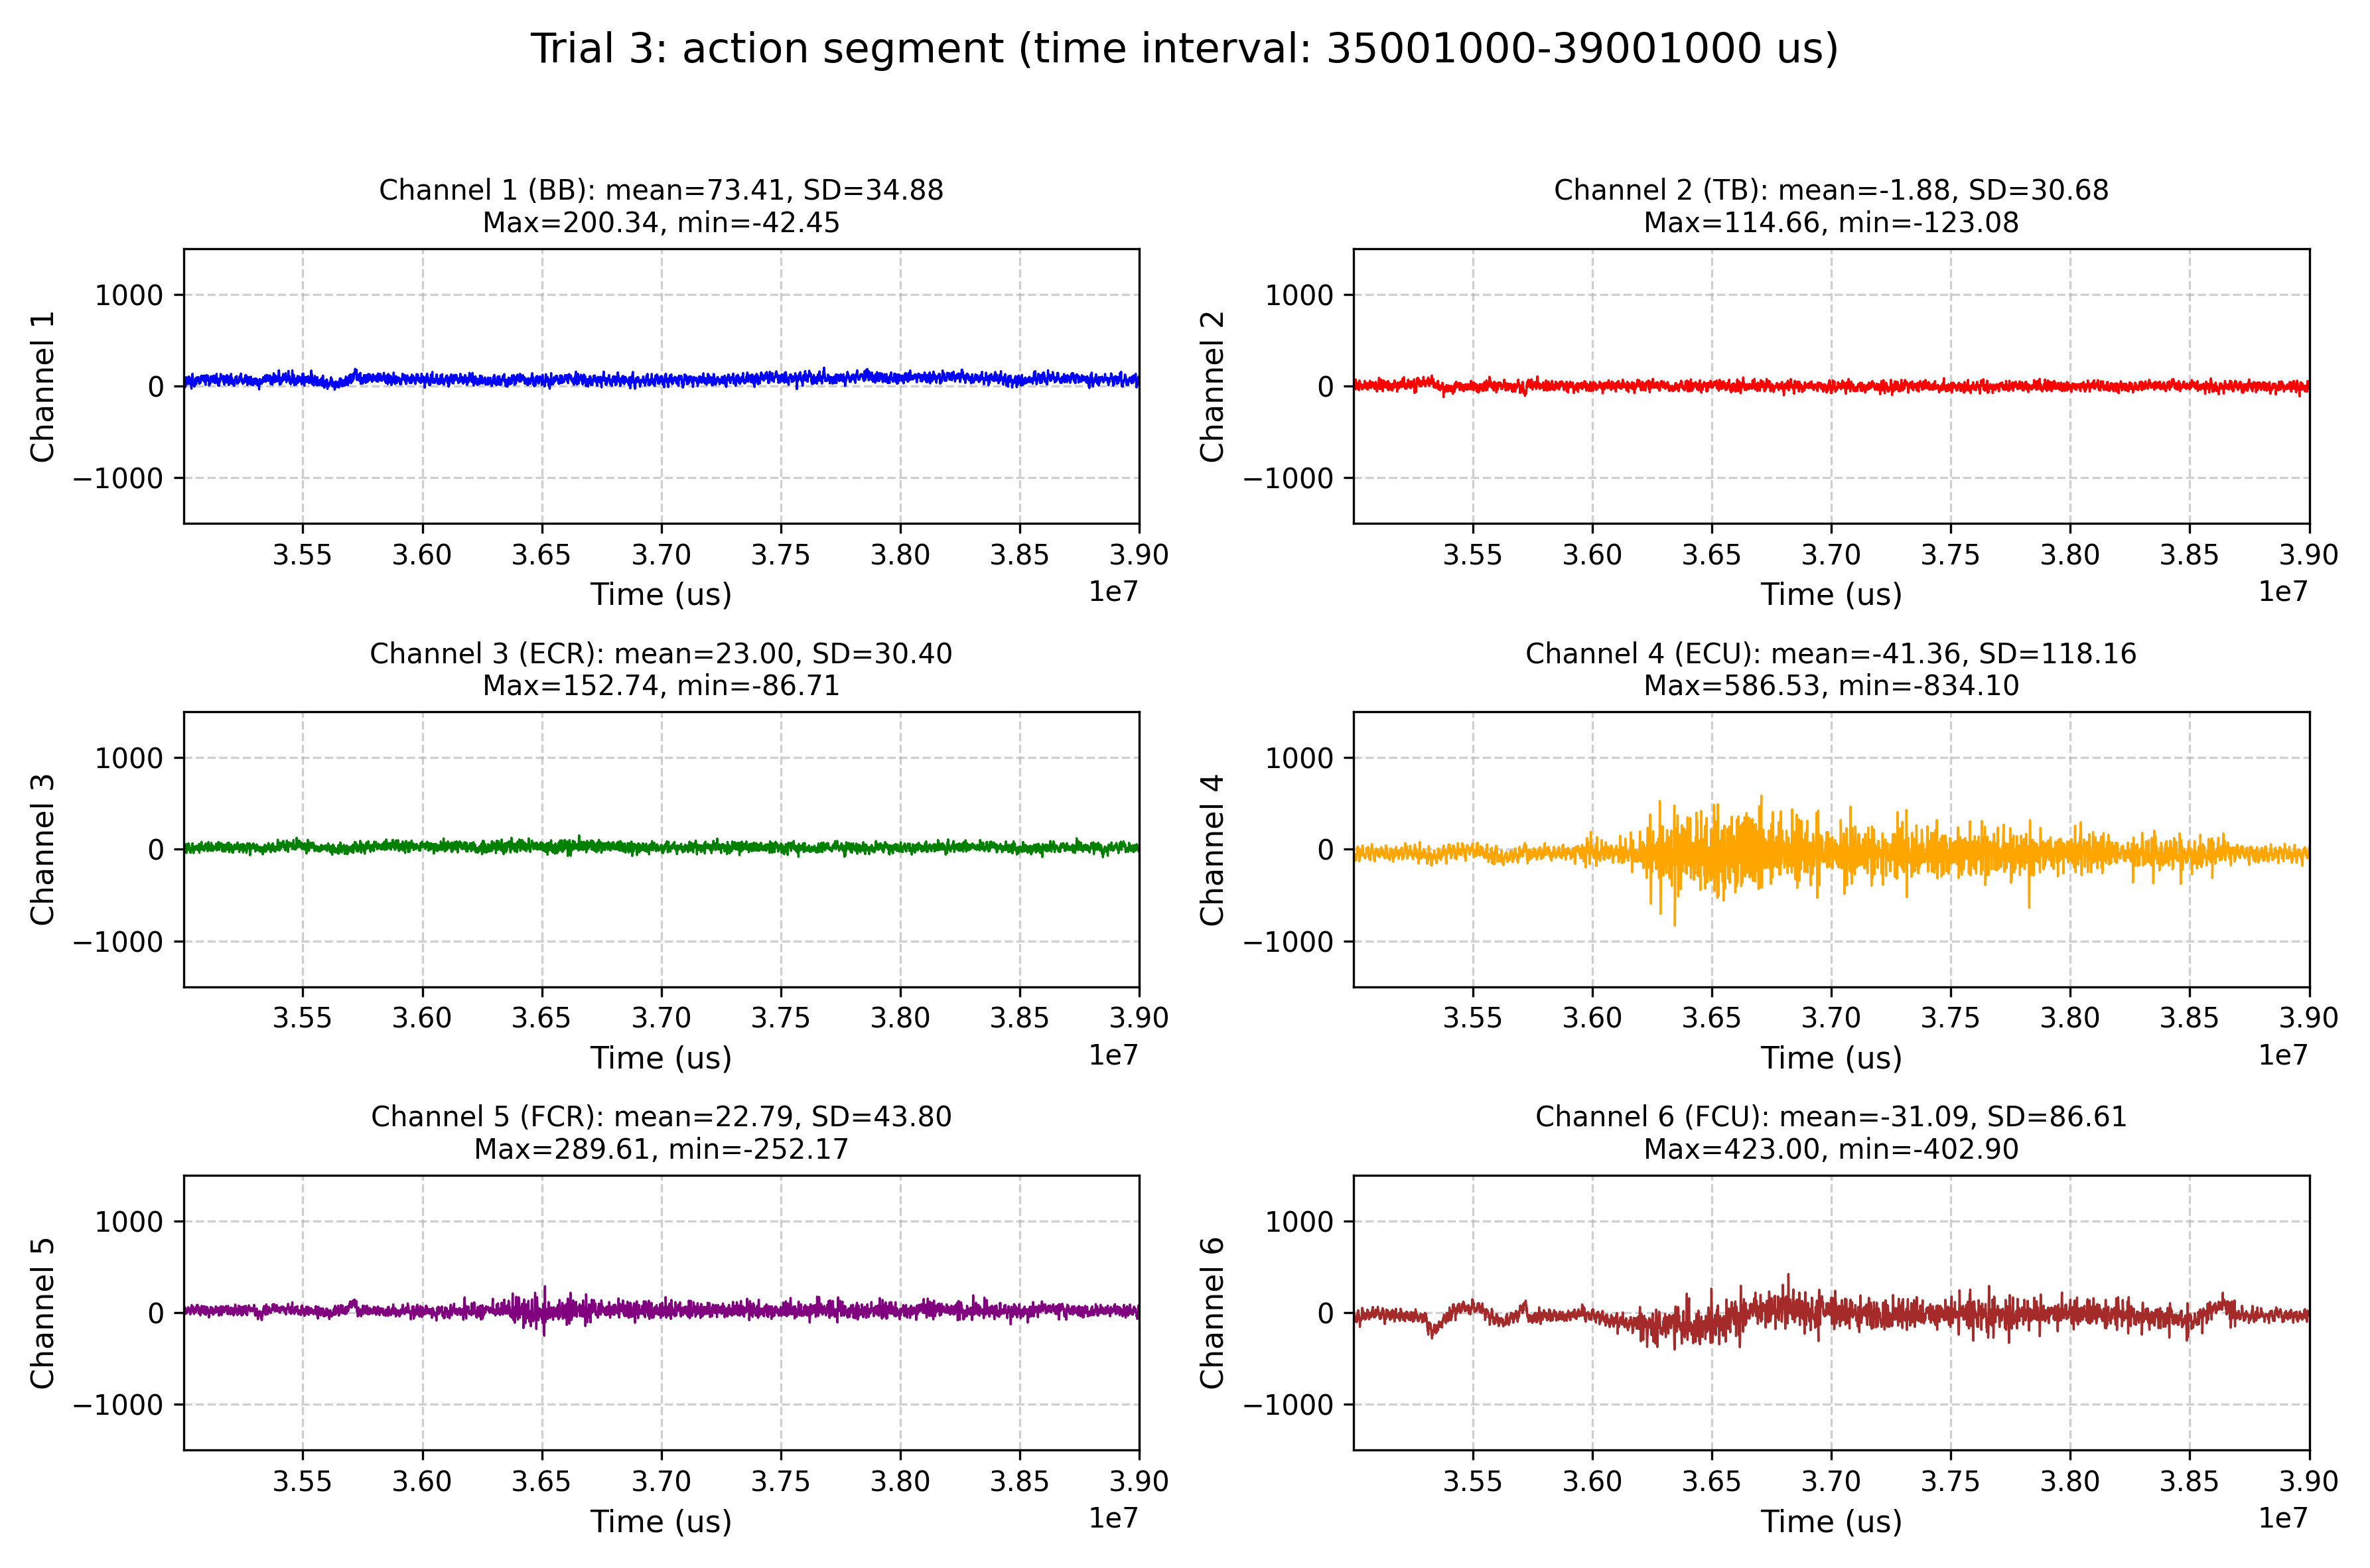 Trial 3: action segment (time interval: 35001000-39001000 us)
Channel 1 (BB): mean=73.41, SD=34.88
Max=200.34, min=-42.45
Channel 1
1000
0
−1000
3.55 3.60 3.65 3.70 3.75 3.80 3.85 3.90
Time (us)
1e7
Channel 2 (TB): mean=-1.88, SD=30.68
Max=114.66, min=-123.08
Channel 2
1000
0
−1000
3.55 3.60 3.65 3.70 3.75 3.80 3.85 3.90
Time (us)
1e7
Channel 3 (ECR): mean=23.00, SD=30.40
Max=152.74, min=-86.71
Channel 3
1000
0
−1000
3.55 3.60 3.65 3.70 3.75 3.80 3.85 3.90
Time (us)
1e7
Channel 4 (ECU): mean=-41.36, SD=118.16
Max=586.53, min=-834.10
Channel 4
1000
0
−1000
3.55 3.60 3.65 3.70 3.75 3.80 3.85 3.90
Time (us)
1e7
Channel 5 (FCR): mean=22.79, SD=43.80
Max=289.61, min=-252.17
Channel 5
1000
0
−1000
3.55 3.60 3.65 3.70 3.75 3.80 3.85 3.90
Time (us)
1e7
Channel 6 (FCU): mean=-31.09, SD=86.61
Max=423.00, min=-402.90
Channel 6
1000
0
−1000
3.55 3.60 3.65 3.70 3.75 3.80 3.85 3.90
Time (us)
1e7